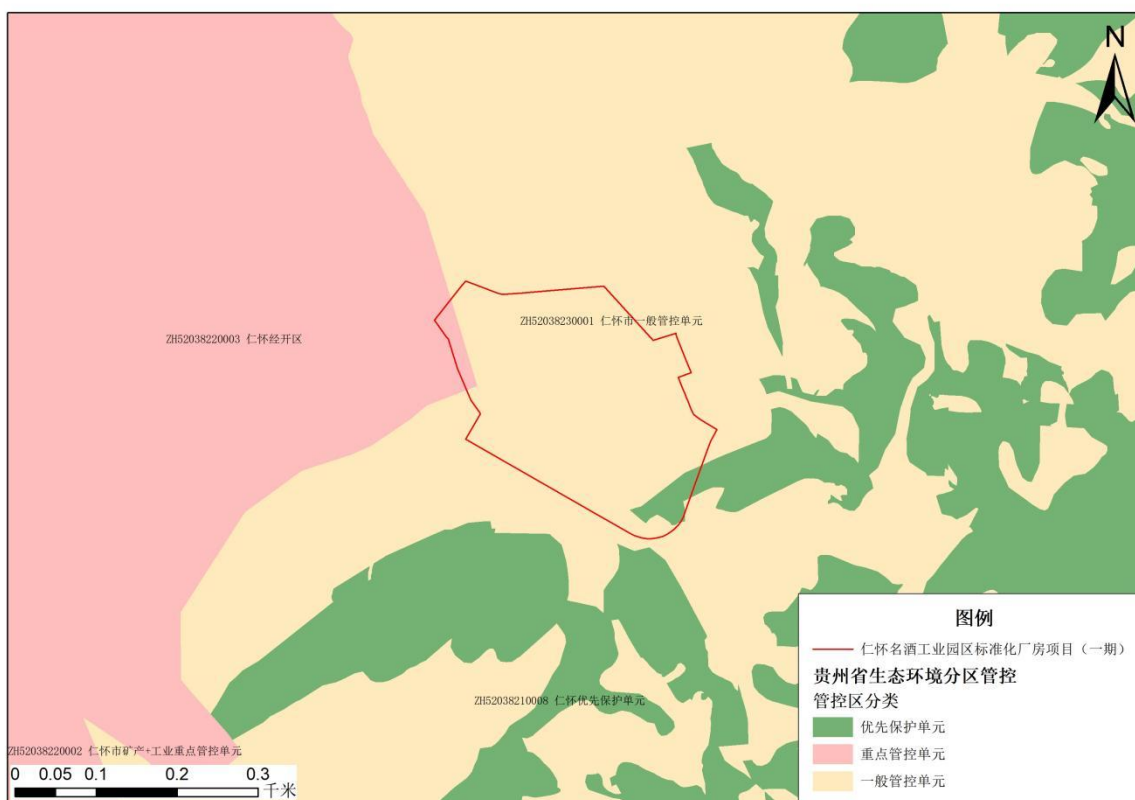 N
ZH52038230001 仁怀市一般管控单元
ZH52038220003 仁怀经开区
图例
仁怀名酒工业园区标准化厂房项目（一期）
贵州省生态环境分区管控
管控区分类
优先保护单元
重点管控单元
一般管控单元
ZH52038210008 仁怀优先保护单元
ZH52038220002 仁怀市矿产+工业重点管控单元
0 0.05 0.1 0.2 0.3
千米